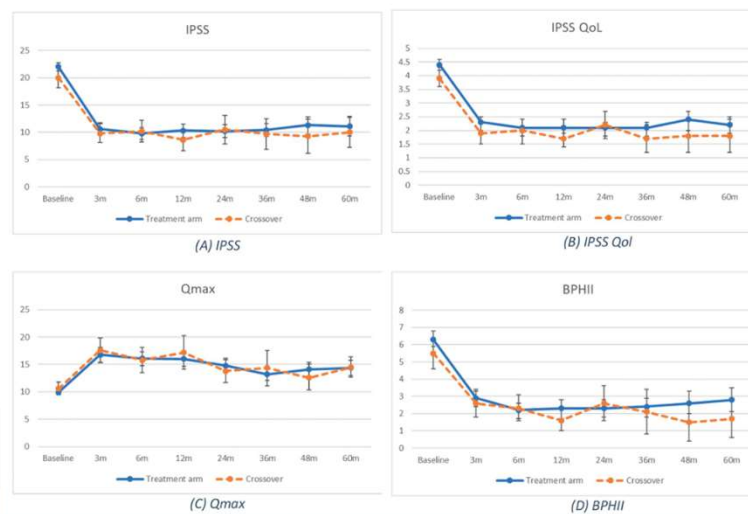 IPSS
25
20
15
10
5
0
Baseline 3m 6m 12m 24m 36m 48m 60m
Treatment arm Crossover
(A) IPSS
IPSS QoL
5
4.5
4
3.5
3
2.5
2
1.5
1
0.5
0
Baseline 3m 6m 12m 24m 36m 48m 60m
Treatment arm Crossover
(B) IPSS Qol
Qmax
25
20
15
10
5
0
Baseline 3m 6m 12m 24m 36m 48m 60m
Treatment arm Crossover
(C) Qmax
BPHII
8
7
6
5
4
3
2
1
0
Baseline 3m 6m 12m 24m 36m 48m 60m
Treatment arm Crossover
(D) BPHII